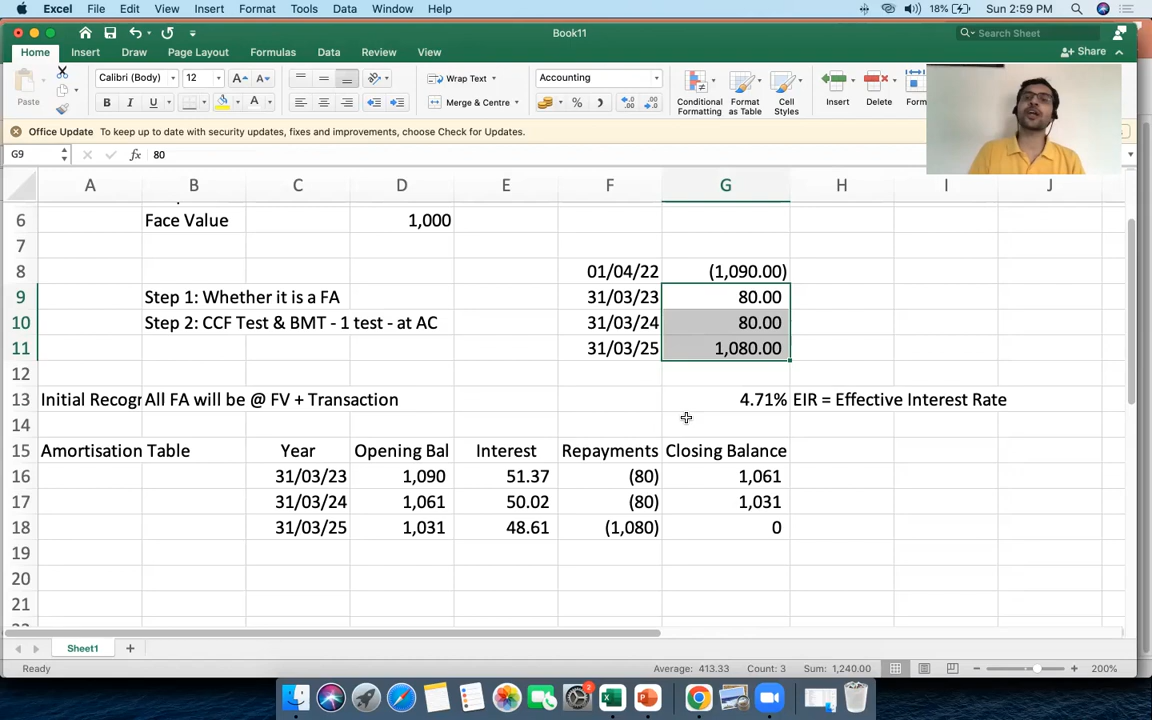 Excel File Edit View Insert Format Tools Data Window Help 18% Sun 2:59 PM
Book11 Search Sheet
Home Insert Draw Page Layout Formulas Data Review View Share
Paste Calibri (Body) 12 A A Wrap Text Accounting Conditional Formatting Format as Table Cell Styles Insert Delete Form
B I U A Merge & Centre %
Office Update To keep up to date with security updates, fixes and improvements, choose Check for Updates.
G9 fx 80
A B C D E F G H I J
6 Face Value 1,000
7
8 01/04/22 (1,090.00)
9 Step 1: Whether it is a FA 31/03/23 80.00
10 Step 2: CCF Test & BMT - 1 test - at AC 31/03/24 80.00
11 31/03/25 1,080.00
12
13 Initial Recogr All FA will be @ FV + Transaction 4.71% EIR = Effective Interest Rate
14
15 Amortisation Table Year Opening Bal Interest Repayments Closing Balance
16 31/03/23 1,090 51.37 (80) 1,061
17 31/03/24 1,061 50.02 (80) 1,031
18 31/03/25 1,031 48.61 (1,080) 0
19
20
21
Sheet1
Ready Average: 413.33 Count: 3 Sum: 1,240.00 200%